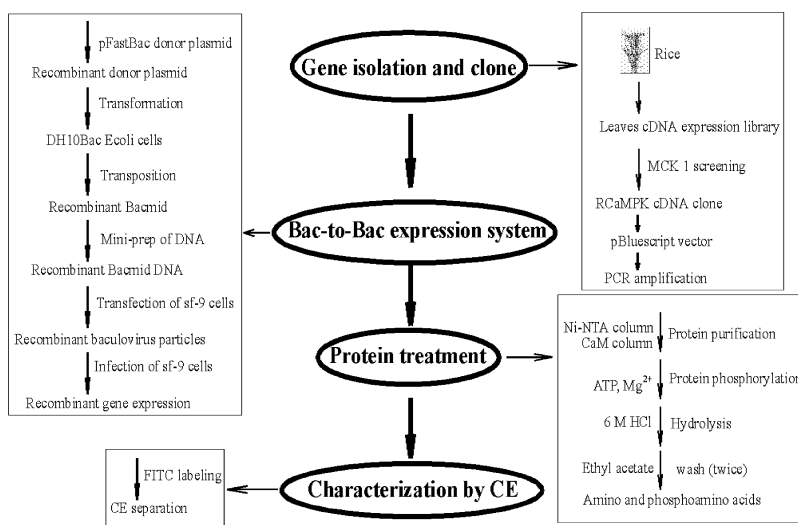 pFastBac donor plasmid
Recombinant donor plasmid
Transformation
DH10Bac Ecoli cells
Transposition
Recombinant Bacmid
Mini-prep of DNA
Recombinant Bacmid DNA
Transfection of sf-9 cells
Recombinant baculovirus particles
Infection of sf-9 cells
Recombinant gene expression
Gene isolation and clone
Rice
Leaves cDNA expression library
MCK 1 screening
RCaMPK cDNA clone
pBluescript vector
PCR amplification
Bac-to-Bac expression system
Protein treatment
Ni-NTA column
CaM column
Protein purification
ATP, Mg²⁺
Protein phosphorylation
6 M HCl
Hydrolysis
Ethyl acetate
wash (twice)
Amino and phosphoamino acids
Characterization by CE
FITC labeling
CE separation